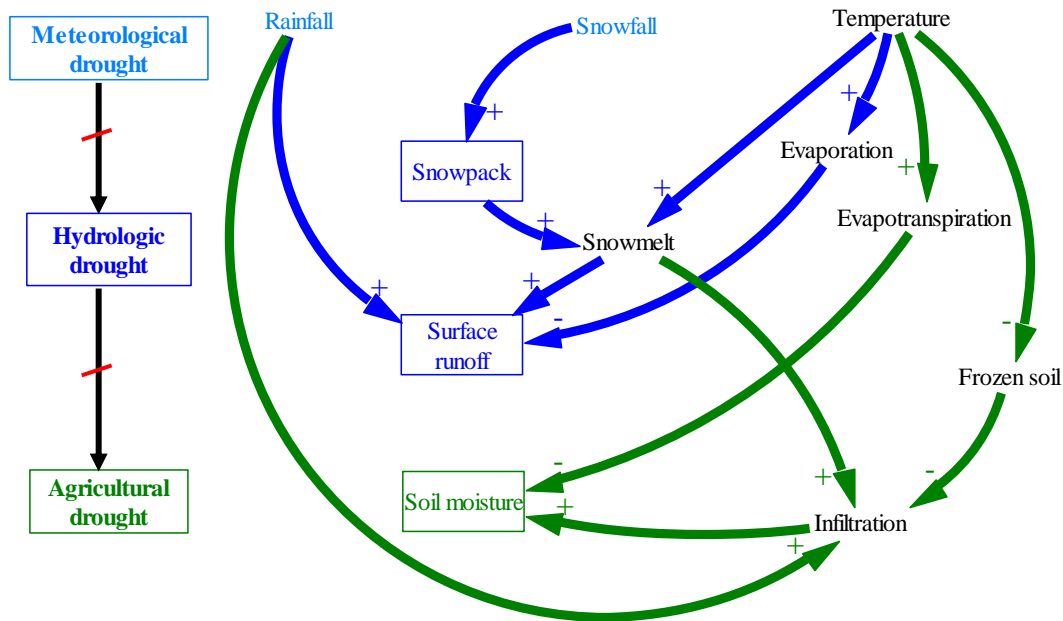 Meteorological
drought
Hydrologic
drought
Agricultural
drought
Rainfall
Snowfall
Temperature
+
+
Snowpack
Evaporation
+
+
Evapotranspiration
+
Snowmelt
+
+
-
Surface
runoff
-
Frozen soil
-
Soil moisture
+
+
-
Infiltration
+